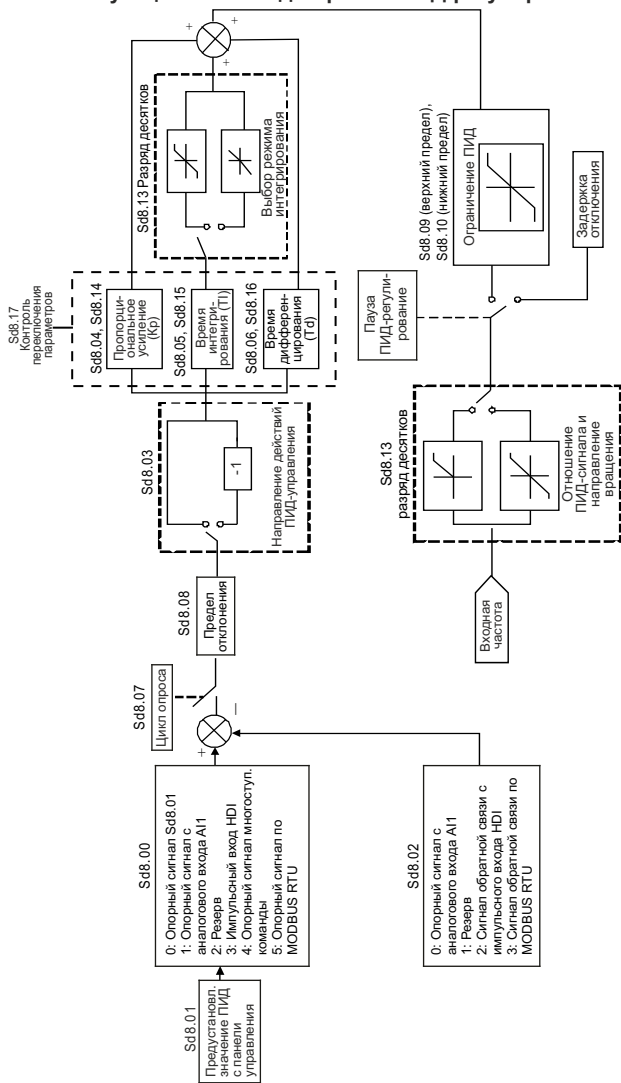 Sd8.01
Предустановл.
значение ПИД
с панели
управления
Sd8.00
0: Опорный сигнал Sd8.01
1: Опорный сигнал с
аналогового входа AI1
2: Резерв
3: Импульсный вход HDI
4: Опорный сигнал многоступ.
команды
5: Опорный сигнал по
MODBUS RTU
Sd8.02
0: Опорный сигнал с
аналогового входа AI1
1: Резерв
2: Сигнал обратной связи с
импульсного входа HDI
3: Сигнал обратной связи по
MODBUS RTU
+
−
Sd8.07
Цикл опроса
Sd8.08
Предел
отклонения
Sd8.03
-1
Направление действий
ПИД-управления
Sd8.17
Контроль
переключения
параметров
Sd8.04, Sd8.14
Пропорци-
ональное
усиление
(Kp)
Sd8.05, Sd8.15
Время
интегри-
рования (TI)
Sd8.06, Sd8.16
Время
дифферен-
цирования
(Td)
Sd8.13 Разряд десятков
Выбор режима
интегрирования
+
+
+
Входная
частота
Sd8.13
разряд десятков
Отношение
ПИД-сигнала и
направление
вращения
Пауза
ПИД-регули-
рование
Sd8.09 (верхний предел),
Sd8.10 (нижний предел)
Ограничение ПИД
Задержка
отключения